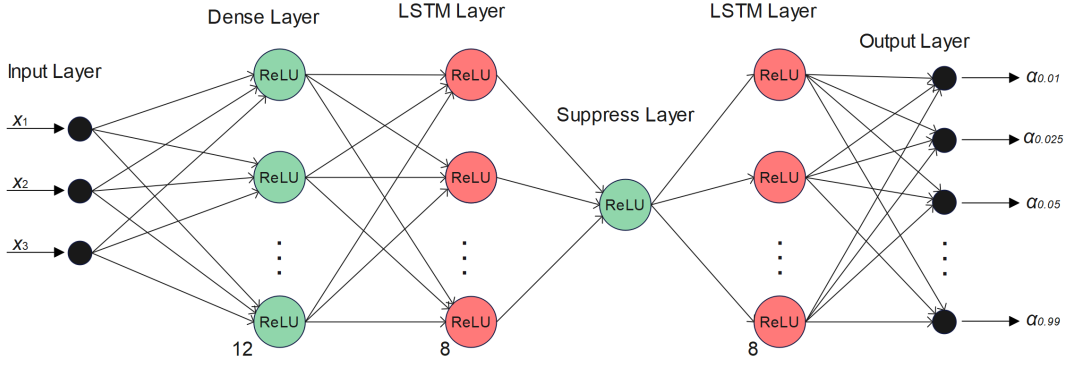 Input Layer
x1
x2
x3
Dense Layer
ReLU
ReLU
ReLU
12
LSTM Layer
ReLU
ReLU
ReLU
8
Suppress Layer
ReLU
LSTM Layer
ReLU
ReLU
ReLU
8
Output Layer
α0.01
α0.025
α0.05
α0.99